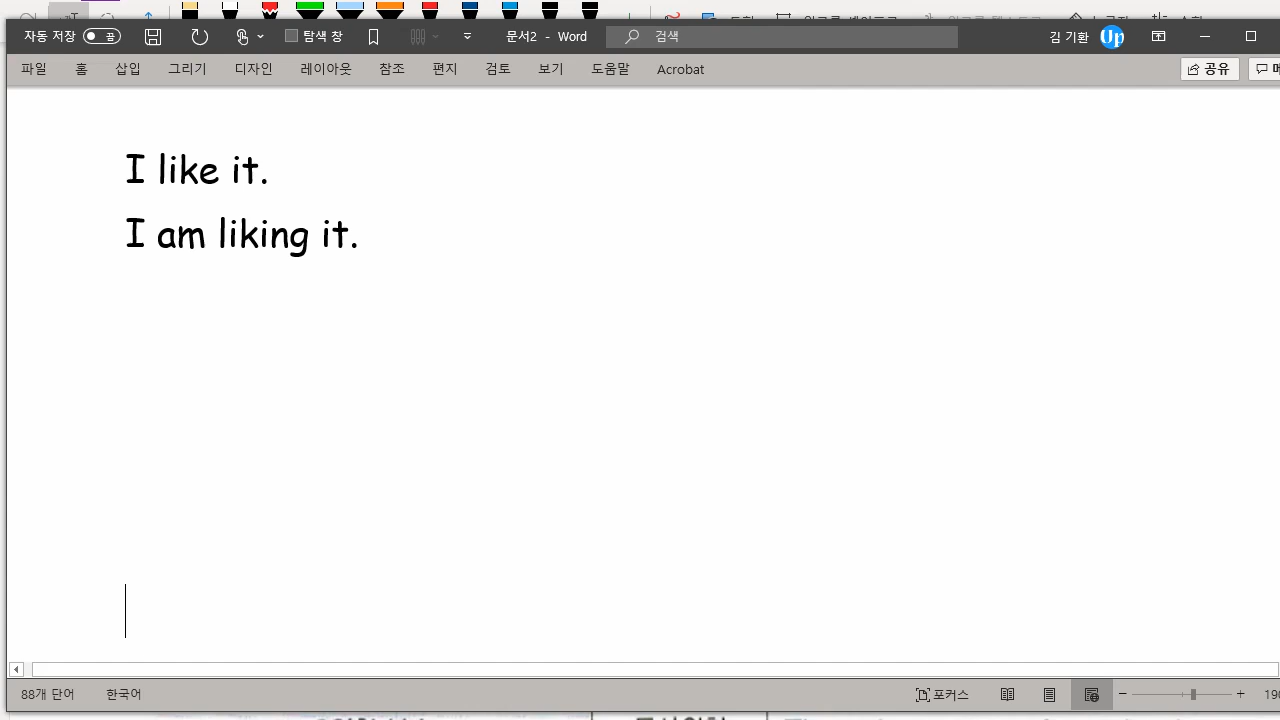 자동 저장 끔 탐색 창 문서2 - Word 검색 김 기환 Up
파일 홈 삽입 그리기 디자인 레이아웃 참조 편지 검토 보기 도움말 Acrobat 공유
I like it.
I am liking it.
88개 단어 한국어 포커스 190